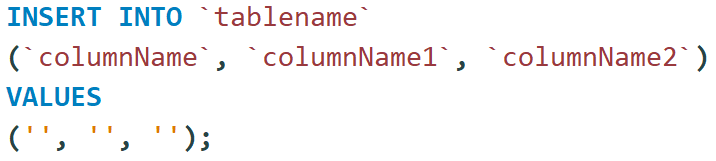 INSERT INTO `tablename`
(`columnName`, `columnName1`, `columnName2`)
VALUES
('', '', '');